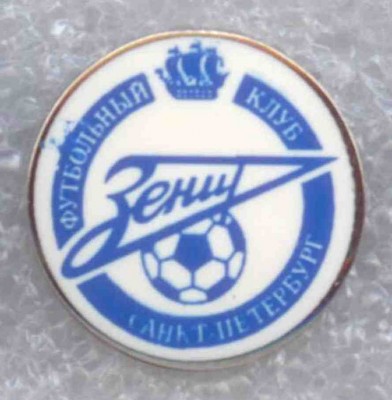 ФУТБОЛЬНЫЙ КЛУБ
Зенит
САНКТ-ПЕТЕРБУРГ